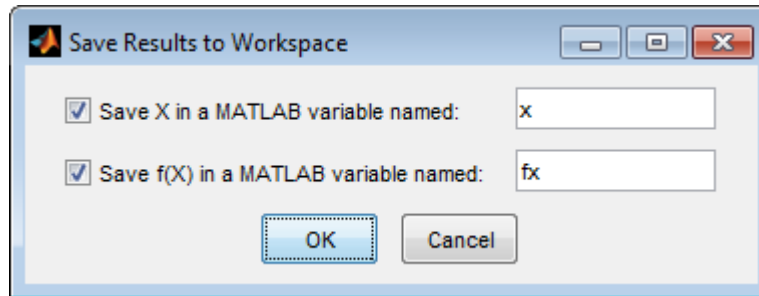 Save Results to Workspace
Save X in a MATLAB variable named: x
Save f(X) in a MATLAB variable named: fx
OK Cancel